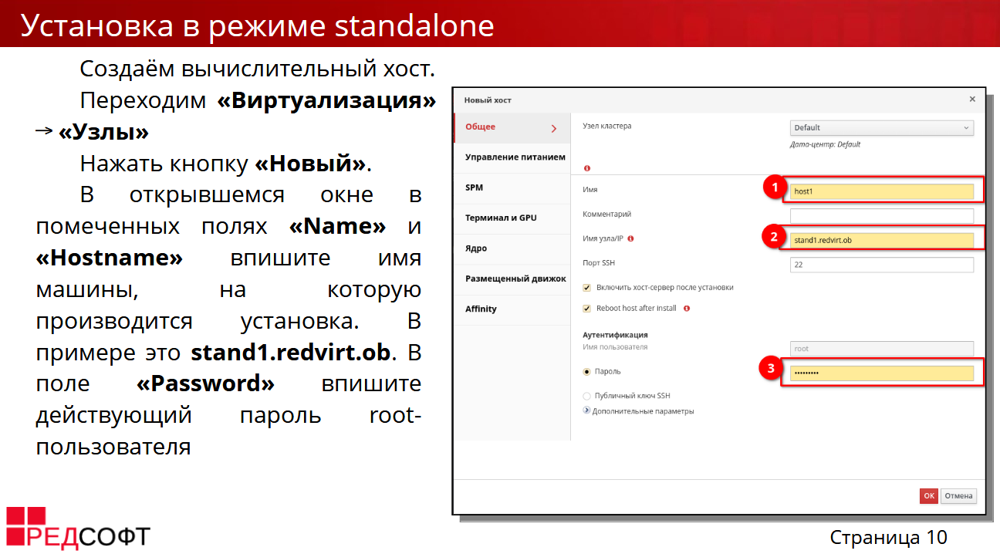 Установка в режиме standalone
Создаём вычислительный хост.
Переходим «Виртуализация»
→ «Узлы»
Нажать кнопку «Новый».
В открывшемся окне в
помеченных полях «Name» и
«Hostname» впишите имя
машины, на которую
производится установка. В
примере это stand1.redvirt.ob. В
поле «Password» впишите
действующий пароль root-
пользователя
Новый хост
Общее
Управление питанием
SPM
Терминал и GPU
Ядро
Размещенный движок
Affinity
Узел кластера
Default
Дата-центр: Default
Имя
1
host1
Комментарий
Имя узла/IP
2
stand1.redvirt.ob
Порт SSH
22
Включить хост-сервер после установки
Reboot host after install
Аутентификация
Имя пользователя
root
Пароль
3
•••••••••
Публичный ключ SSH
Дополнительные параметры
OK
Отмена
РЕДСОФТ
Страница 10